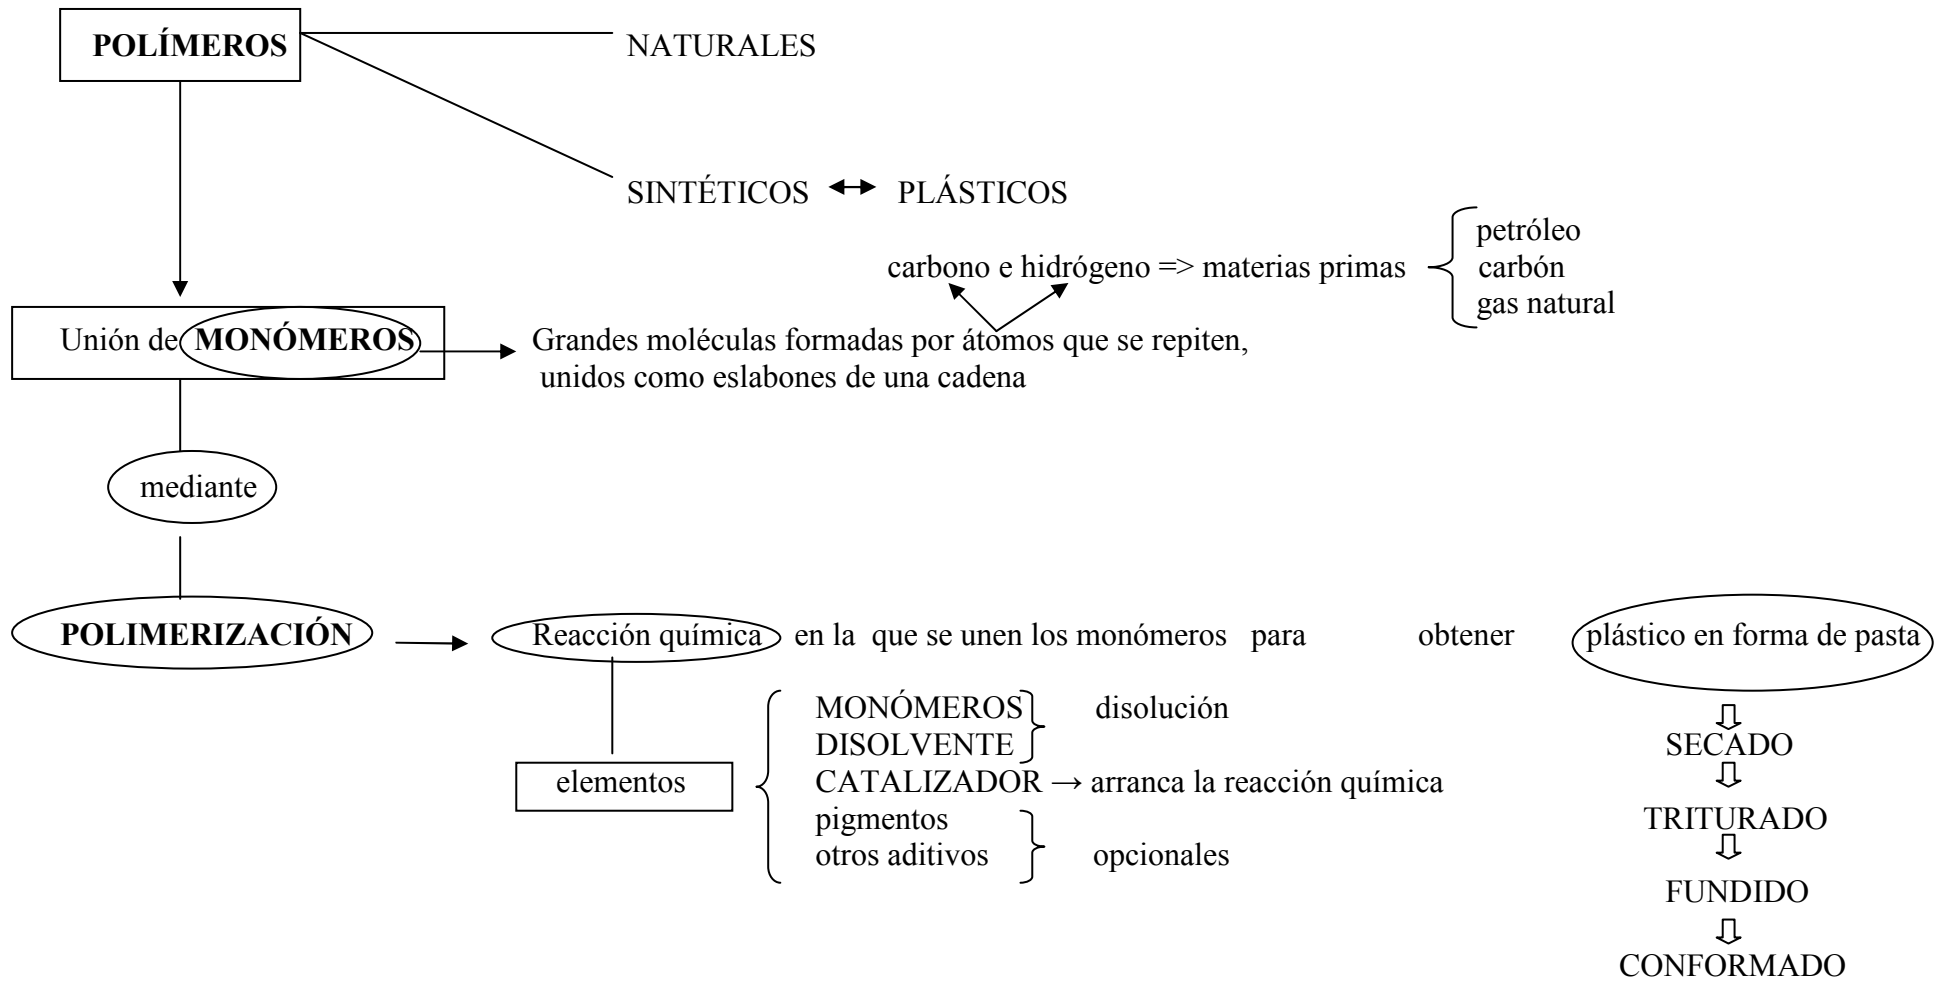 POLÍMEROS
NATURALES
SINTÉTICOS ↔ PLÁSTICOS
petróleo
carbono e hidrógeno => materias primas
carbón
gas natural
Unión de MONÓMEROS
Grandes moléculas formadas por átomos que se repiten,
unidos como eslabones de una cadena
mediante
POLIMERIZACIÓN
Reacción química en la que se unen los monómeros para obtener plástico en forma de pasta
elementos
MONÓMEROS
DISOLVENTE
disolución
CATALIZADOR → arranca la reacción química
pigmentos
otros aditivos
opcionales
SECADO
TRITURADO
FUNDIDO
CONFORMADO